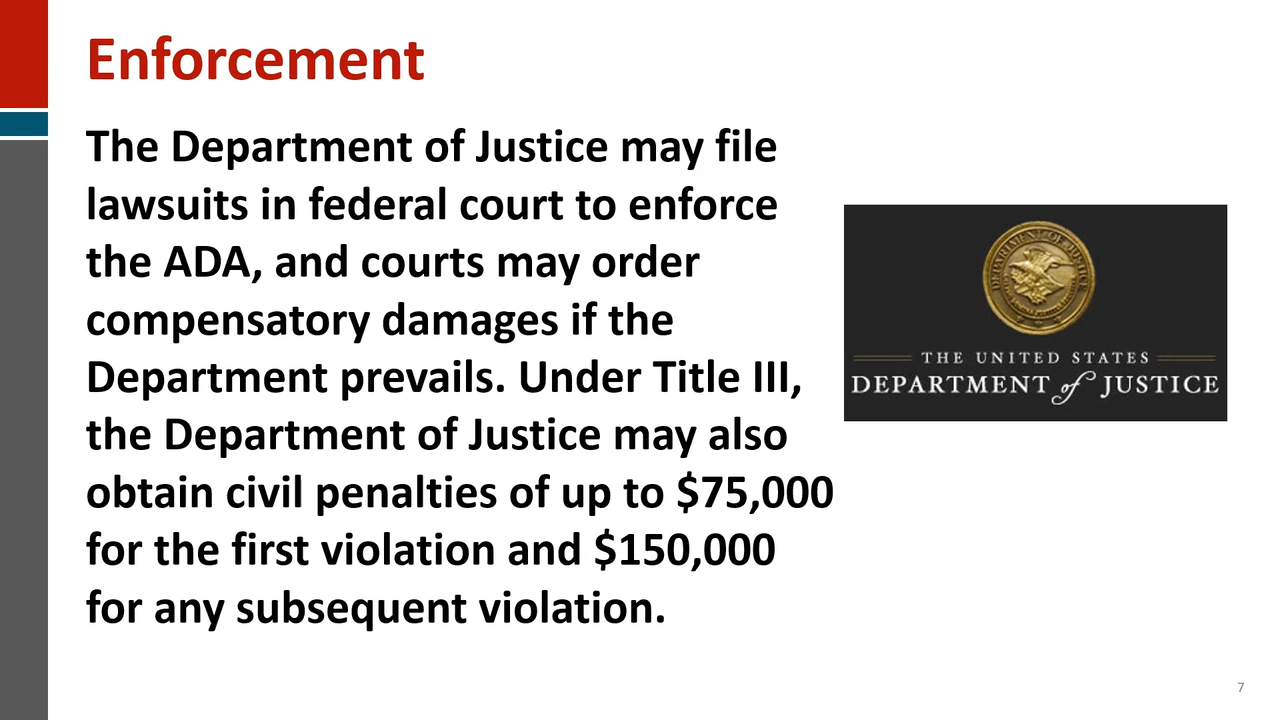 Enforcement
The Department of Justice may file
lawsuits in federal court to enforce
the ADA, and courts may order
compensatory damages if the
Department prevails. Under Title III,
the Department of Justice may also
obtain civil penalties of up to $75,000
for the first violation and $150,000
for any subsequent violation.
THE UNITED STATES
DEPARTMENT of JUSTICE
7